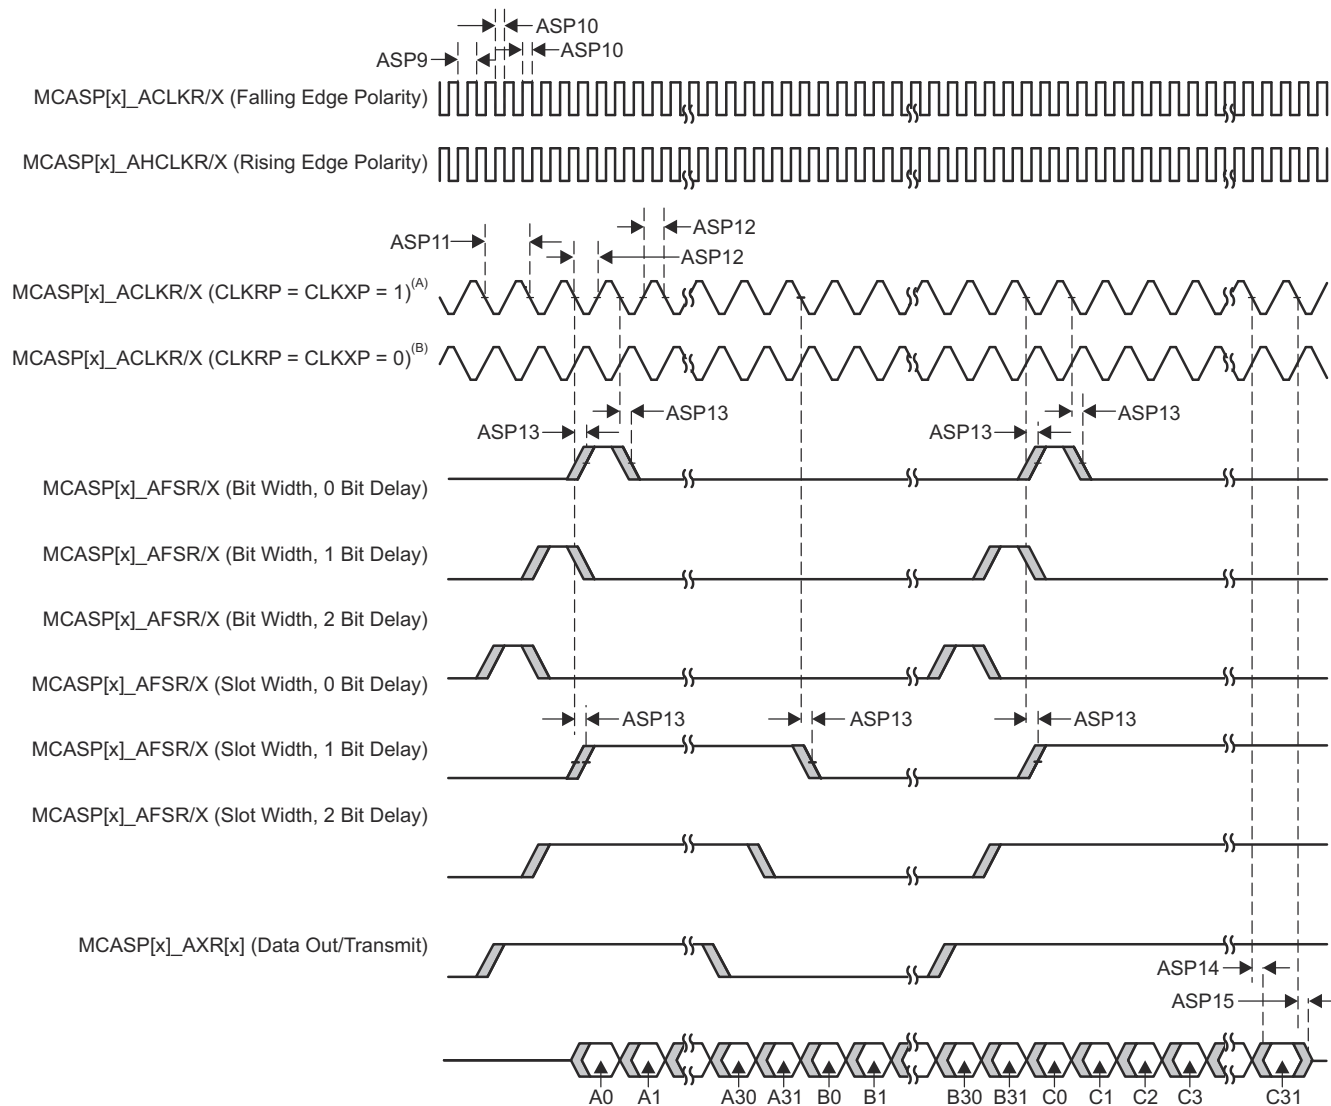 ASP10
ASP9
ASP10
MCASP[x]_ACLKR/X (Falling Edge Polarity)
MCASP[x]_AHCLKR/X (Rising Edge Polarity)
ASP12
ASP11
ASP12
MCASP[x]_ACLKR/X (CLKRP = CLKXP = 1)(A)
MCASP[x]_ACLKR/X (CLKRP = CLKXP = 0)(B)
ASP13 ASP13
ASP13 ASP13
MCASP[x]_AFSR/X (Bit Width, 0 Bit Delay)
MCASP[x]_AFSR/X (Bit Width, 1 Bit Delay)
MCASP[x]_AFSR/X (Bit Width, 2 Bit Delay)
MCASP[x]_AFSR/X (Slot Width, 0 Bit Delay)
ASP13 ASP13 ASP13
MCASP[x]_AFSR/X (Slot Width, 1 Bit Delay)
MCASP[x]_AFSR/X (Slot Width, 2 Bit Delay)
MCASP[x]_AXR[x] (Data Out/Transmit)
ASP14
ASP15
A0 A1 A30 A31 B0 B1 B30 B31 C0 C1 C2 C3 C31